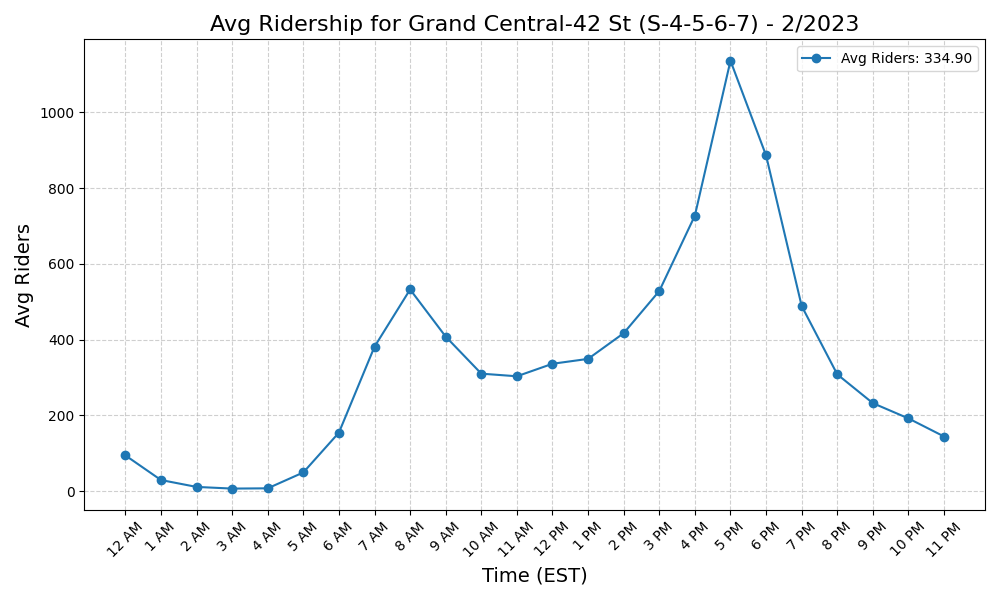 Avg Ridership for Grand Central-42 St (S-4-5-6-7) - 2/2023
Avg Riders: 334.90
Avg Riders
1000
800
600
400
200
0
12 AM
1 AM
2 AM
3 AM
4 AM
5 AM
6 AM
7 AM
8 AM
9 AM
10 AM
11 AM
12 PM
1 PM
2 PM
3 PM
4 PM
5 PM
6 PM
7 PM
8 PM
9 PM
10 PM
11 PM
Time (EST)